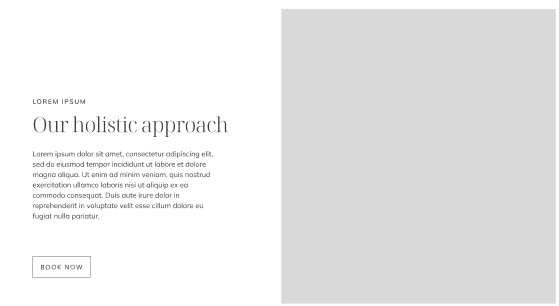 LOREM IPSUM
Our holistic approach
Lorem ipsum dolor sit amet, consectetur adipiscing elit,
sed do eiusmod tempor incididunt ut labore et dolore
magna aliqua. Ut enim ad minim veniam, quis nostrud
exercitation ullamco laboris nisi ut aliquip ex ea
commodo consequat. Duis aute irure dolor in
reprehenderit in voluptate velit esse cillum dolore eu
fugiat nulla pariatur.
BOOK NOW